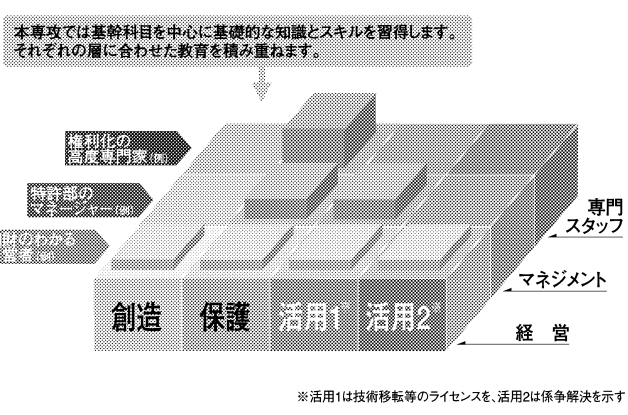 本専攻では基幹科目を中心に基礎的な知識とスキルを習得します。
それぞれの層に合わせた教育を積み重ねます。
権利化の
高度専門家(例)
特許部の
マネージャー(例)
財のわかる
営者(例)
専門
スタッフ
マネジメント
経 営
創造 保護 活用1※ 活用2※
※活用1は技術移転等のライセンスを、活用2は係争解決を示す